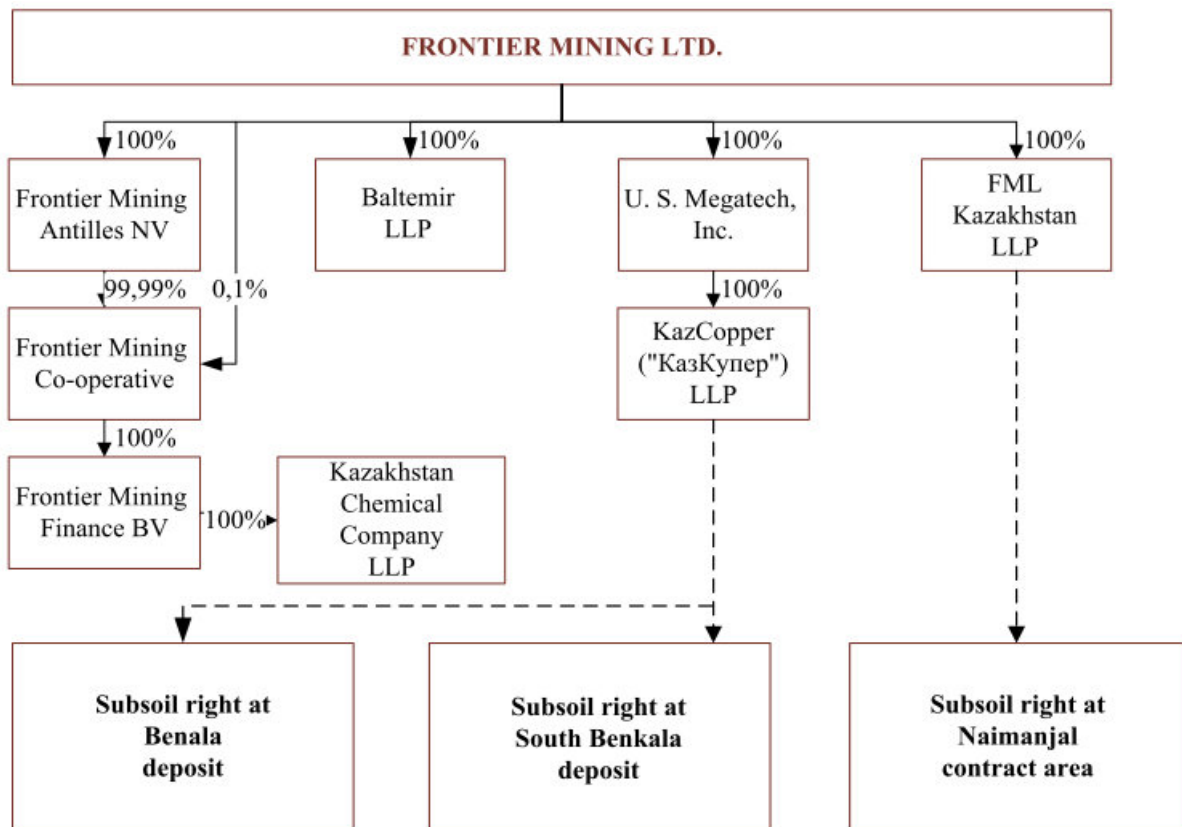 FRONTIER MINING LTD.
100%
100%
100%
100%
Frontier Mining
Antilles NV
Baltemir
LLP
U. S. Megatech,
Inc.
FML
Kazakhstan
LLP
99,99%
0,1%
100%
Frontier Mining
Co-operative
KazCopper
("КазКупер")
LLP
100%
Frontier Mining
Finance BV
100%
Kazakhstan
Chemical
Company
LLP
Subsoil right at
Benala
deposit
Subsoil right at
South Benkala
deposit
Subsoil right at
Naimanjal
contract area